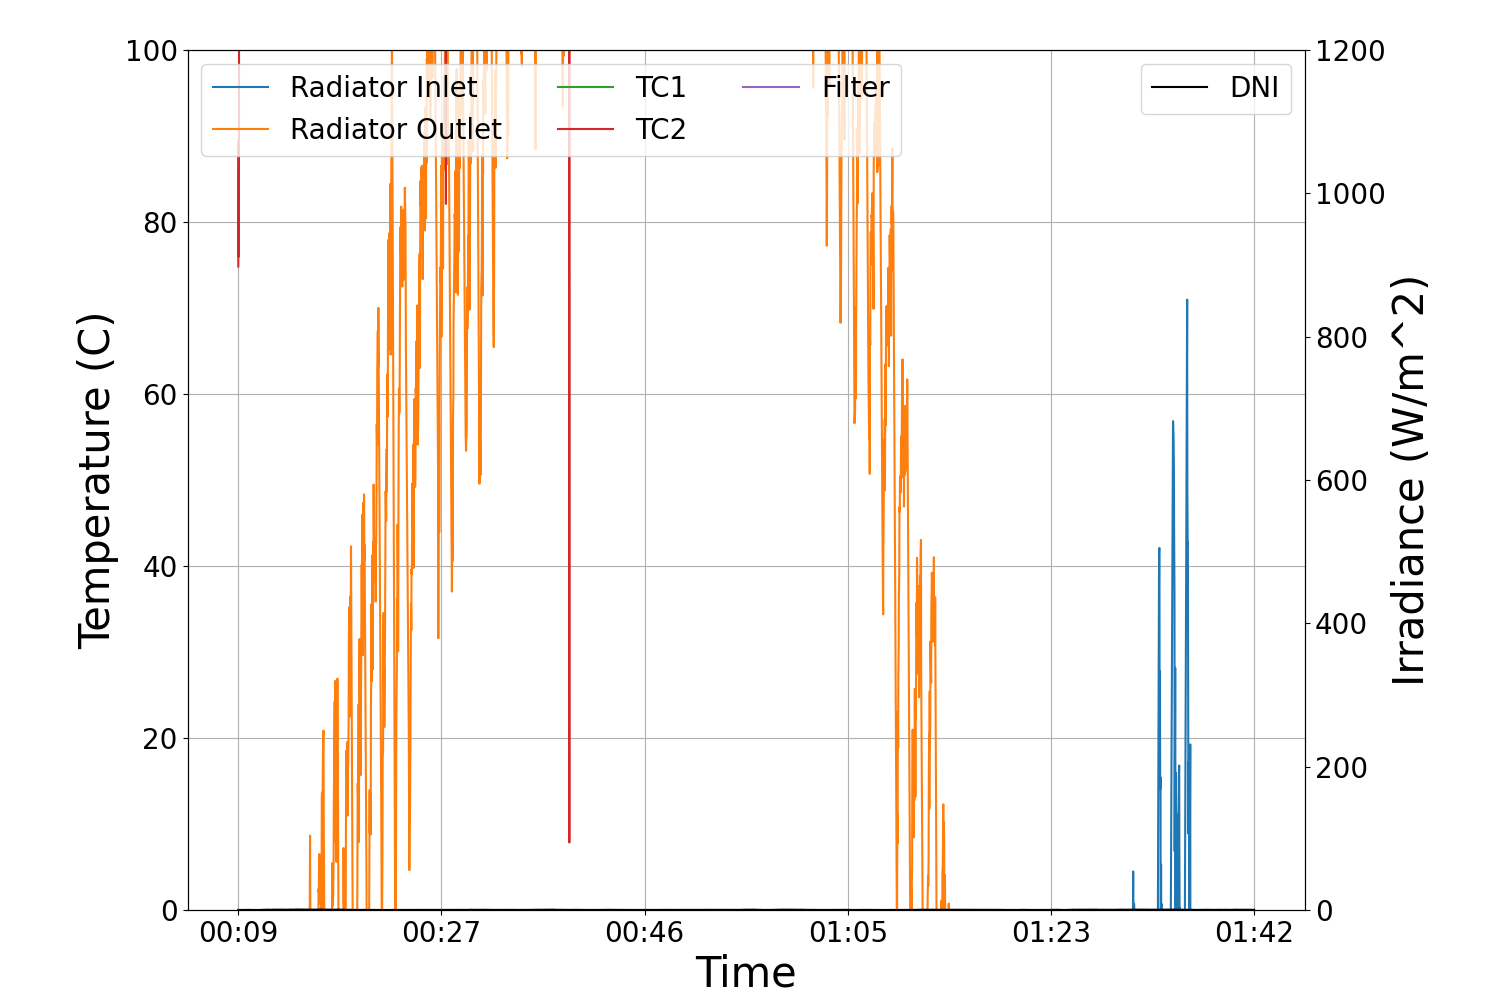 100
80
60
40
20
0
Temperature (C)
Radiator Inlet
Radiator Outlet
TC1
TC2
Filter
DNI
1200
1000
800
600
400
200
0
Irradiance (W/m^2)
00:09 00:27 00:46 01:05 01:23 01:42
Time